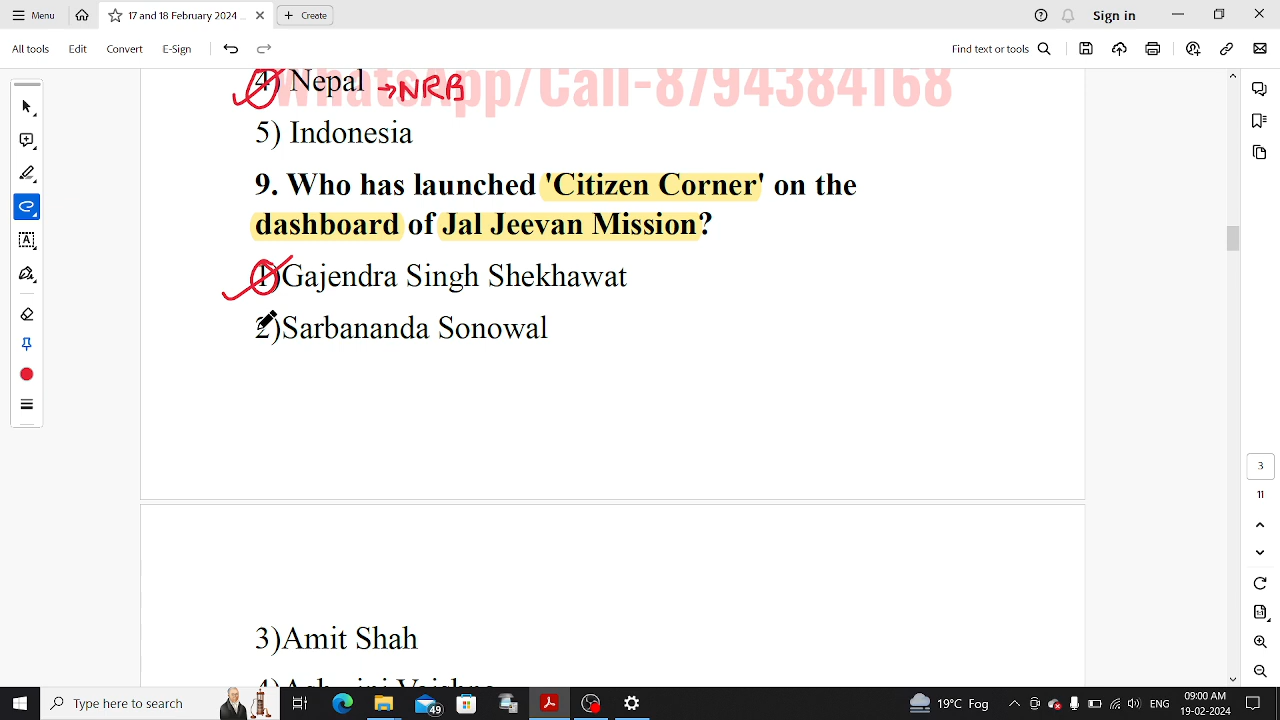 Menu
17 and 18 February 2024 ...
Create
Sign in
All tools
Edit
Convert
E-Sign
Find text or tools
WhatsApp/Call-8794384168
4) Nepal →NRB
5) Indonesia
9. Who has launched 'Citizen Corner' on the
dashboard of Jal Jeevan Mission?
1)Gajendra Singh Shekhawat
2)Sarbananda Sonowal
3)Amit Shah
3
11
Type here to search
49
19°C Fog
ENG
09:00 AM
19-02-2024